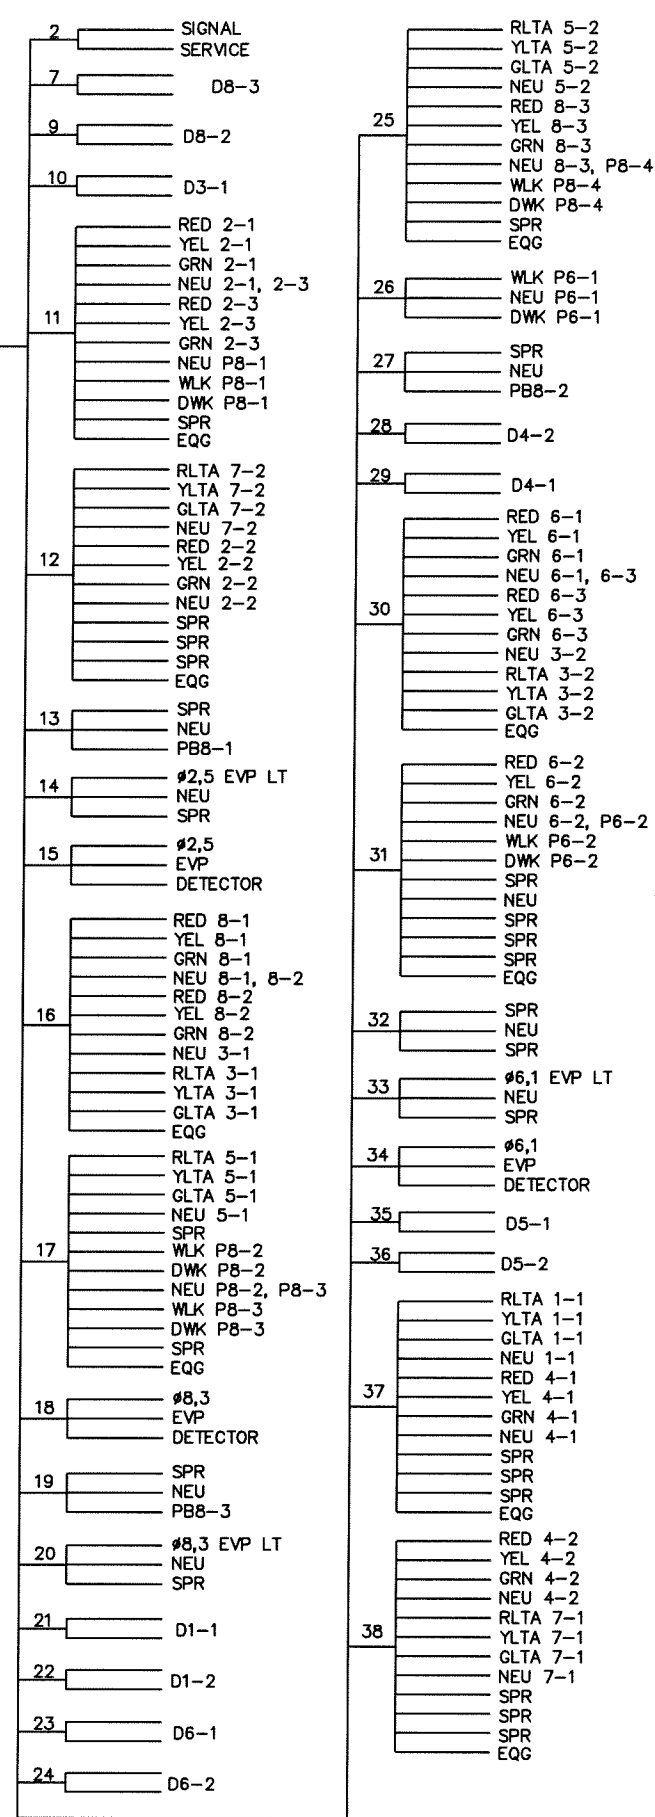 2
SIGNAL
SERVICE
7
D8-3
9
D8-2
10
D3-1
11
RED 2-1
YEL 2-1
GRN 2-1
NEU 2-1, 2-3
RED 2-3
YEL 2-3
GRN 2-3
NEU P8-1
WLK P8-1
DWK P8-1
SPR
EQG
12
RLTA 7-2
YLTA 7-2
GLTA 7-2
NEU 7-2
RED 2-2
YEL 2-2
GRN 2-2
NEU 2-2
SPR
SPR
SPR
EQG
13
SPR
NEU
PB8-1
14
ø2,5 EVP LT
NEU
SPR
15
ø2,5
EVP
DETECTOR
16
RED 8-1
YEL 8-1
GRN 8-1
NEU 8-1, 8-2
RED 8-2
YEL 8-2
GRN 8-2
NEU 3-1
RLTA 3-1
YLTA 3-1
GLTA 3-1
EQG
17
RLTA 5-1
YLTA 5-1
GLTA 5-1
NEU 5-1
SPR
WLK P8-2
DWK P8-2
NEU P8-2, P8-3
WLK P8-3
DWK P8-3
SPR
EQG
18
ø8,3
EVP
DETECTOR
19
SPR
NEU
PB8-3
20
ø8,3 EVP LT
NEU
SPR
21
D1-1
22
D1-2
23
D6-1
24
D6-2
25
RLTA 5-2
YLTA 5-2
GLTA 5-2
NEU 5-2
RED 8-3
YEL 8-3
GRN 8-3
NEU 8-3, P8-4
WLK P8-4
DWK P8-4
SPR
EQG
26
WLK P6-1
NEU P6-1
DWK P6-1
27
SPR
NEU
PB8-2
28
D4-2
29
D4-1
30
RED 6-1
YEL 6-1
GRN 6-1
NEU 6-1, 6-3
RED 6-3
YEL 6-3
GRN 6-3
NEU 3-2
RLTA 3-2
YLTA 3-2
GLTA 3-2
EQG
31
RED 6-2
YEL 6-2
GRN 6-2
NEU 6-2, P6-2
WLK P6-2
DWK P6-2
SPR
NEU
SPR
SPR
SPR
EQG
32
SPR
NEU
SPR
33
ø6,1 EVP LT
NEU
SPR
34
ø6,1
EVP
DETECTOR
35
D5-1
36
D5-2
37
RLTA 1-1
YLTA 1-1
GLTA 1-1
NEU 1-1
RED 4-1
YEL 4-1
GRN 4-1
NEU 4-1
SPR
SPR
SPR
EQG
38
RED 4-2
YEL 4-2
GRN 4-2
NEU 4-2
RLTA 7-1
YLTA 7-1
GLTA 7-1
NEU 7-1
SPR
SPR
SPR
EQG